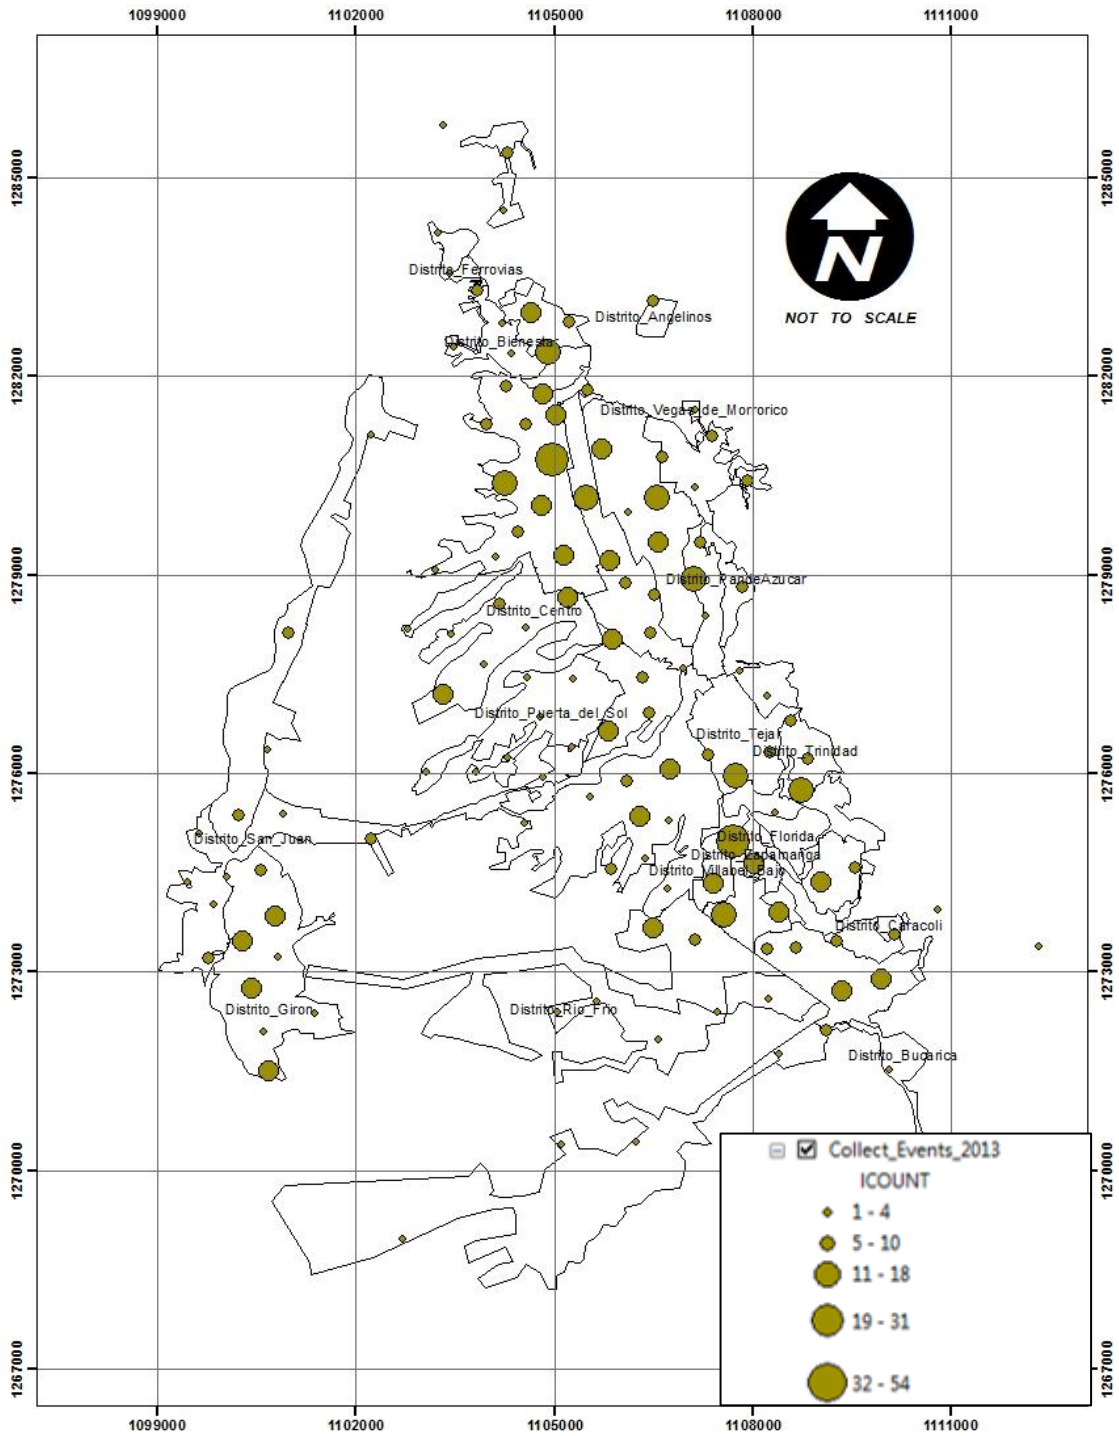 1099000 1102000 1105000 1108000 1111000
1285000 1285000
N
Distrito_Ferrovias
NOT TO SCALE
Distrito_Angelinos
Distrito_Bienesta
1282000 1282000
Distrito_Vegas_de_Morrorico
1279000 1279000
Distrito_PandeAzucar
Distrito_Centro
Distrito_Puerta_del_Sol
Distrito_Tejar
Distrito_Trinidad
1276000 1276000
Distrito_San_Juan
Distrito_Florida
Distrito_Zapamanga
Distrito_Villabel_Bajo
Distrito_Caracoli
1273000 1273000
Distrito_Giron
Distrito_Rio_Frio
Distrito_Bucarica
1270000 1270000
Collect_Events_2013
ICOUNT
1 - 4
5 - 10
11 - 18
19 - 31
32 - 54
1267000 1267000
1099000 1102000 1105000 1108000 1111000